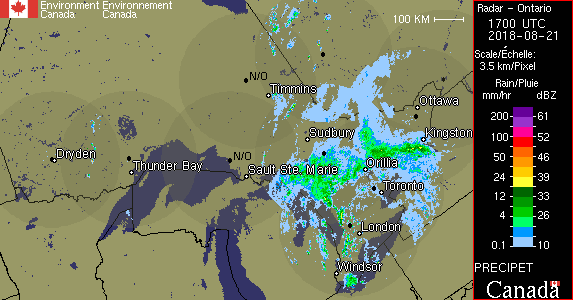 Environment Environnement
Canada Canada
100 KM
N/O
Timmins
Ottawa
Sudbury
Kingston
Dryden
Thunder Bay
N/O
Sault Ste. Marie
Orillia
Toronto
London
Windsor
Radar - Ontario
1700 UTC
2018-08-21
Scale/Échelle:
3.5 km/Pixel
Rain/Pluie
mm/hr dBZ
200 61
100 52
50 46
24 39
12 33
4 26
0.1 10
PRECIPET
Canada